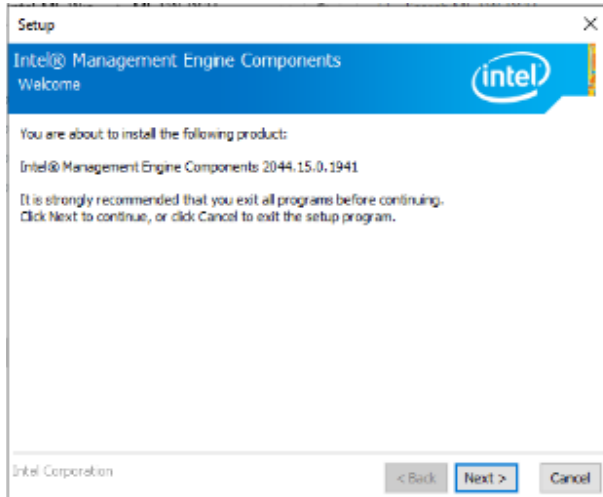 Setup
Intel® Management Engine Components
Welcome
intel
You are about to install the following product:
Intel® Management Engine Components 2044.15.0.1941
It is strongly recommended that you exit all programs before continuing.
Click Next to continue, or click Cancel to exit the setup program.
Intel Corporation
< Back Next > Cancel